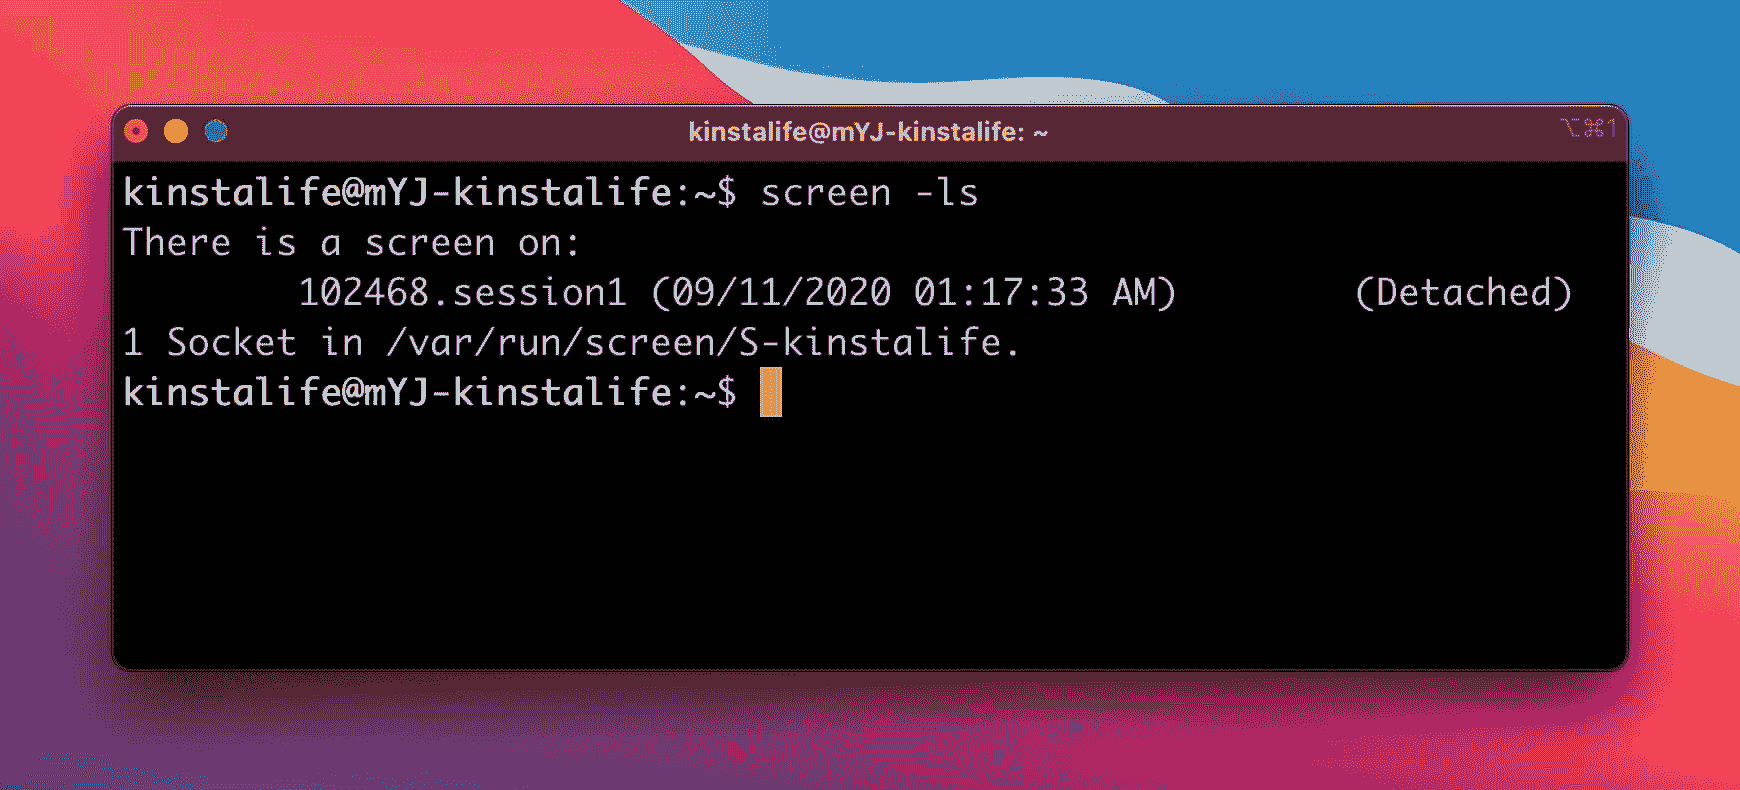 kinstalife@mYJ-kinstalife: ~
⌥⌘1
kinstalife@mYJ-kinstalife:~$ screen -ls
There is a screen on:
102468.session1 (09/11/2020 01:17:33 AM) (Detached)
1 Socket in /var/run/screen/S-kinstalife.
kinstalife@mYJ-kinstalife:~$